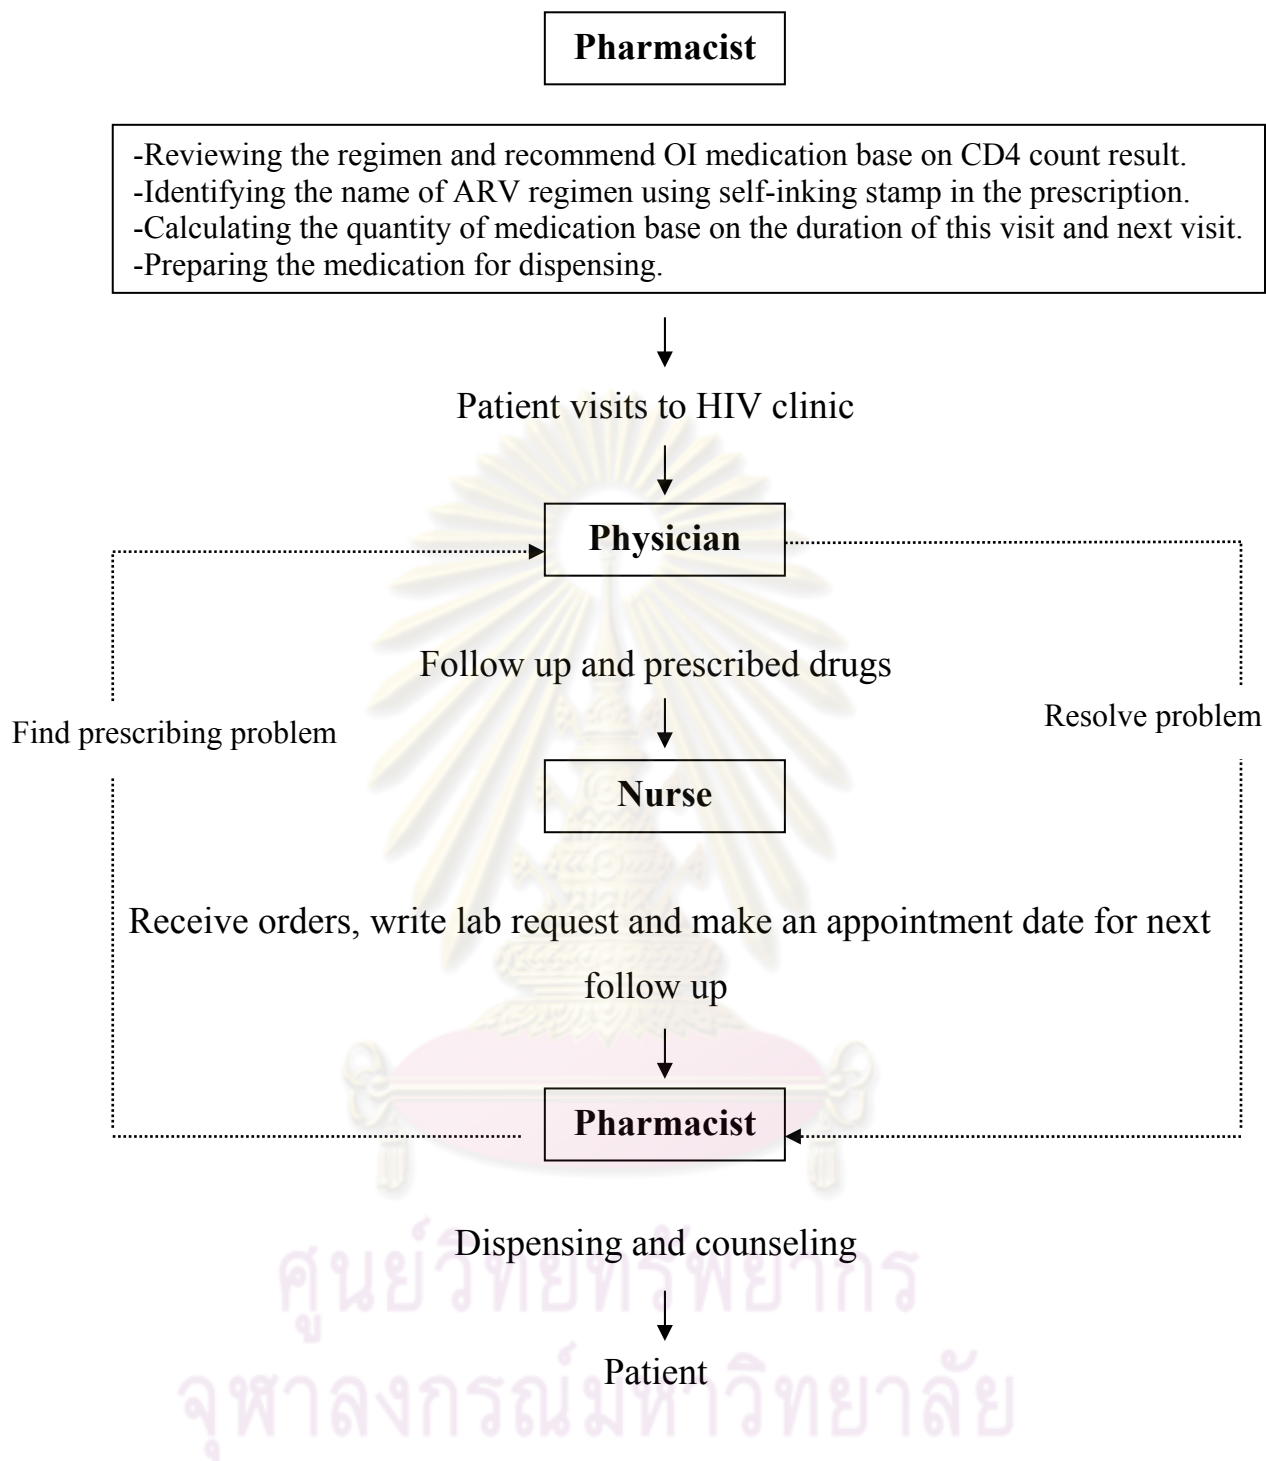 Pharmacist
-Reviewing the regimen and recommend OI medication base on CD4 count result.
-Identifying the name of ARV regimen using self-inking stamp in the prescription.
-Calculating the quantity of medication base on the duration of this visit and next visit.
-Preparing the medication for dispensing.
Patient visits to HIV clinic
Physician
Follow up and prescribed drugs
Find prescribing problem
Resolve problem
Nurse
Receive orders, write lab request and make an appointment date for next
follow up
Pharmacist
Dispensing and counseling
ศูนย์วิทยทรัพยากร
Patient
จุฬาลงกรณ์มหาวิทยาลัย